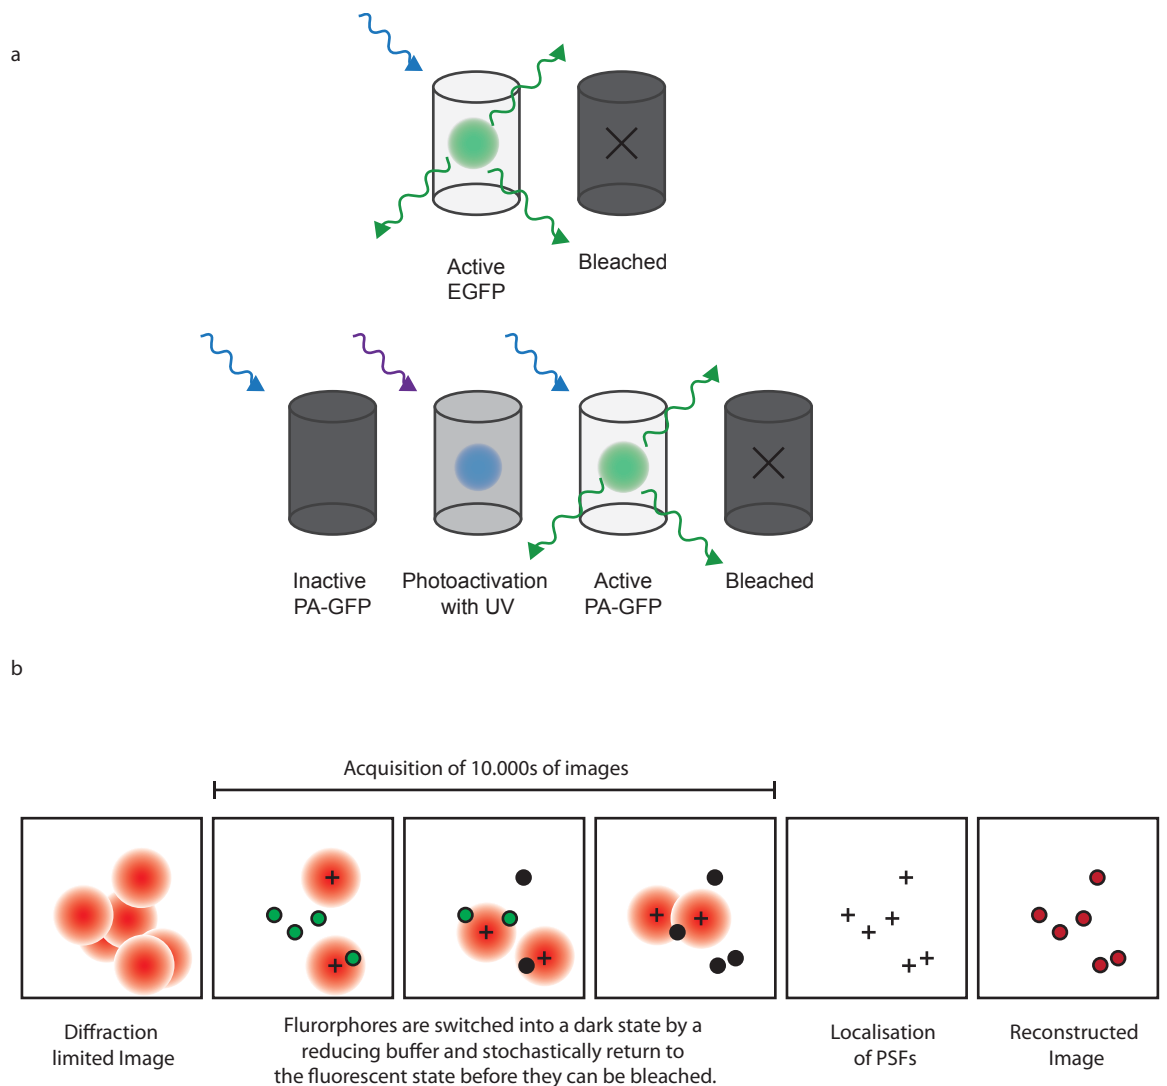 a
Active
EGFP
Bleached
Inactive
PA-GFP
Photoactivation
with UV
Active
PA-GFP
Bleached
b
Acquisition of 10.000s of images
Diffraction
limited Image
Flurorphores are switched into a dark state by a
reducing buffer and stochastically return to
the fluorescent state before they can be bleached.
Localisation
of PSFs
Reconstructed
Image